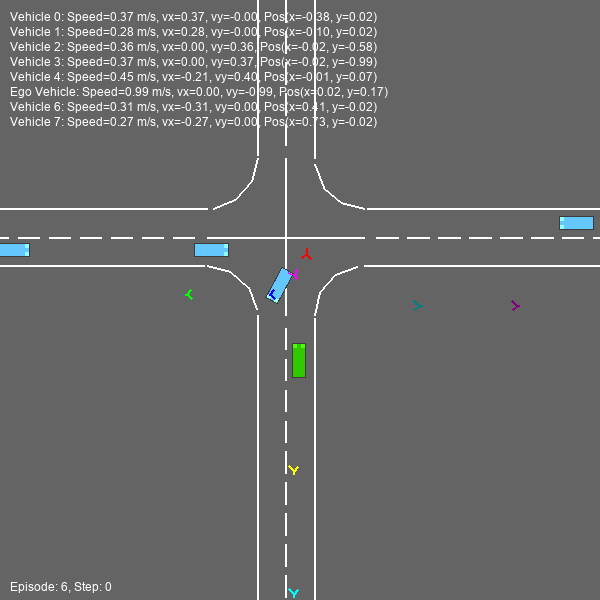 Vehicle 0: Speed=0.37 m/s, vx=0.37, vy=-0.00, Pos(x=-0.38, y=0.02)
Vehicle 1: Speed=0.28 m/s, vx=0.28, vy=-0.00, Pos(x=-0.10, y=0.02)
Vehicle 2: Speed=0.36 m/s, vx=0.00, vy=0.36, Pos(x=-0.02, y=-0.58)
Vehicle 3: Speed=0.37 m/s, vx=0.00, vy=0.37, Pos(x=-0.02, y=-0.99)
Vehicle 4: Speed=0.45 m/s, vx=-0.21, vy=0.40, Pos(x=-0.01, y=0.07)
Ego Vehicle: Speed=0.99 m/s, vx=0.00, vy=-0.99, Pos(x=0.02, y=0.17)
Vehicle 6: Speed=0.31 m/s, vx=-0.31, vy=0.00, Pos(x=0.41, y=-0.02)
Vehicle 7: Speed=0.27 m/s, vx=-0.27, vy=0.00, Pos(x=0.73, y=-0.02)
Episode: 6, Step: 0